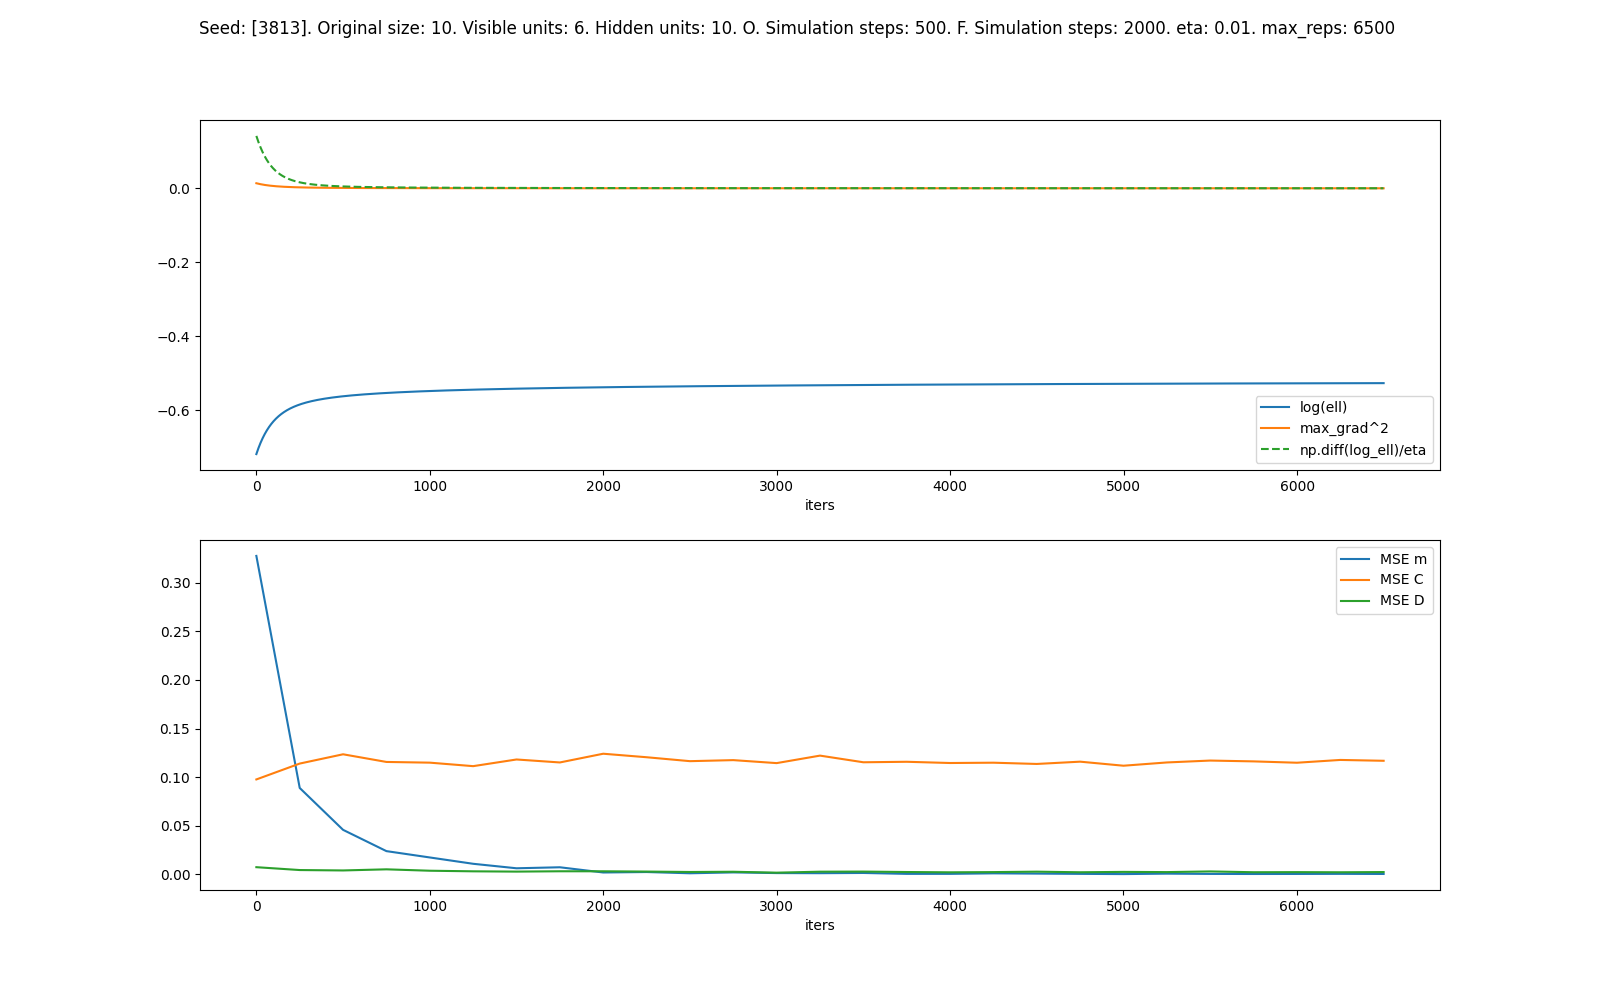 Seed: [3813]. Original size: 10. Visible units: 6. Hidden units: 10. O. Simulation steps: 500. F. Simulation steps: 2000. eta: 0.01. max_reps: 6500
0.0
−0.2
−0.4
−0.6
log(ell)
max_grad^2
np.diff(log_ell)/eta
0 1000 2000 3000 4000 5000 6000
iters
0.30
0.25
0.20
0.15
0.10
0.05
0.00
MSE m
MSE C
MSE D
0 1000 2000 3000 4000 5000 6000
iters